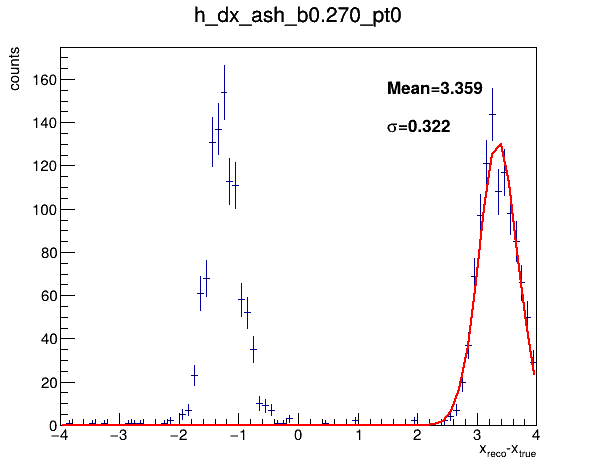 h_dx_ash_b0.270_pt0
counts
160
140
120
100
80
60
40
20
0
Mean=3.359
σ=0.322
−4 −3 −2 −1 0 1 2 3 4
x_reco-x_true